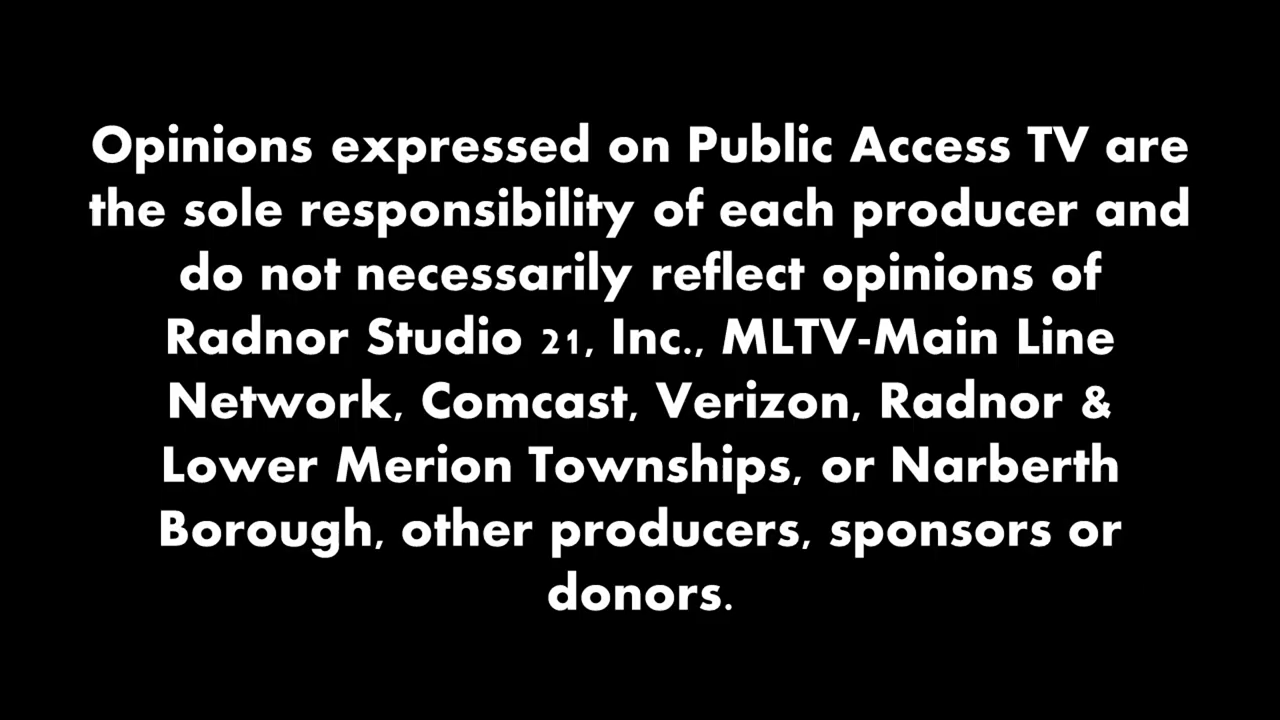 Opinions expressed on Public Access TV are
the sole responsibility of each producer and
do not necessarily reflect opinions of
Radnor Studio 21, Inc., MLTV-Main Line
Network, Comcast, Verizon, Radnor &
Lower Merion Townships, or Narberth
Borough, other producers, sponsors or
donors.